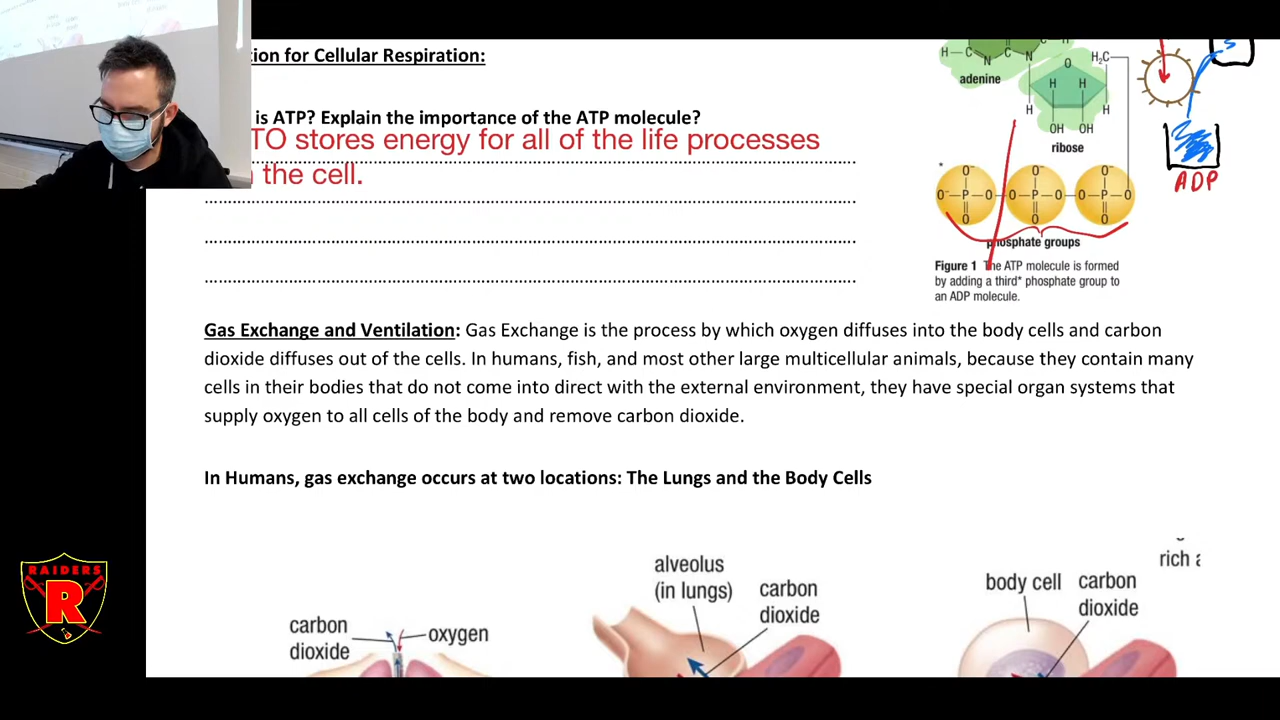 tion for Cellular Respiration:
is ATP? Explain the importance of the ATP molecule?
TO stores energy for all of the life processes
the cell.
Gas Exchange and Ventilation: Gas Exchange is the process by which oxygen diffuses into the body cells and carbon
dioxide diffuses out of the cells. In humans, fish, and most other large multicellular animals, because they contain many
cells in their bodies that do not come into direct with the external environment, they have special organ systems that
supply oxygen to all cells of the body and remove carbon dioxide.
In Humans, gas exchange occurs at two locations: The Lungs and the Body Cells
H–C
N
C
N
H₂C
adenine
O
H H
H H
OH OH
ribose
ADP
*
O⁻ O⁻ O⁻
O⁻–P–O–O–P–O–O–P–O
O O O
phosphate groups
Figure 1 The ATP molecule is formed
by adding a third* phosphate group to
an ADP molecule.
carbon
dioxide
oxygen
alveolus
(in lungs)
carbon
dioxide
body cell
carbon
dioxide
rich
RAIDERS
R